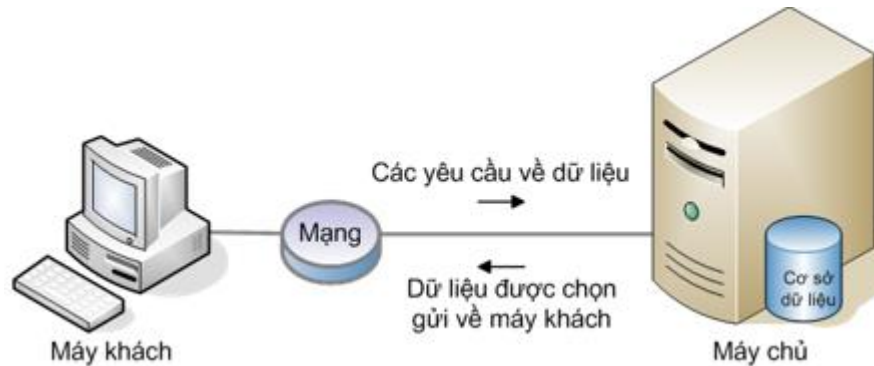 Các yêu cầu về dữ liệu
Mạng
Dữ liệu được chọn
gửi về máy khách
Cơ sở
dữ liệu
Máy khách
Máy chủ